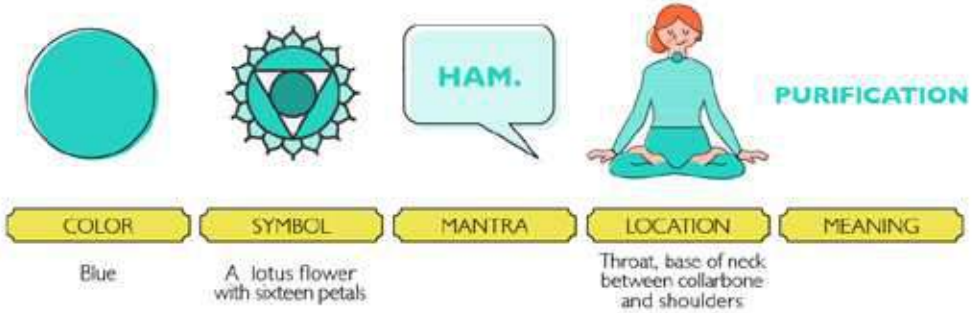 HAM.
PURIFICATION
COLOR
SYMBOL
MANTRA
LOCATION
MEANING
Blue
A lotus flower
with sixteen petals
Throat, base of neck
between collarbone
and shoulders